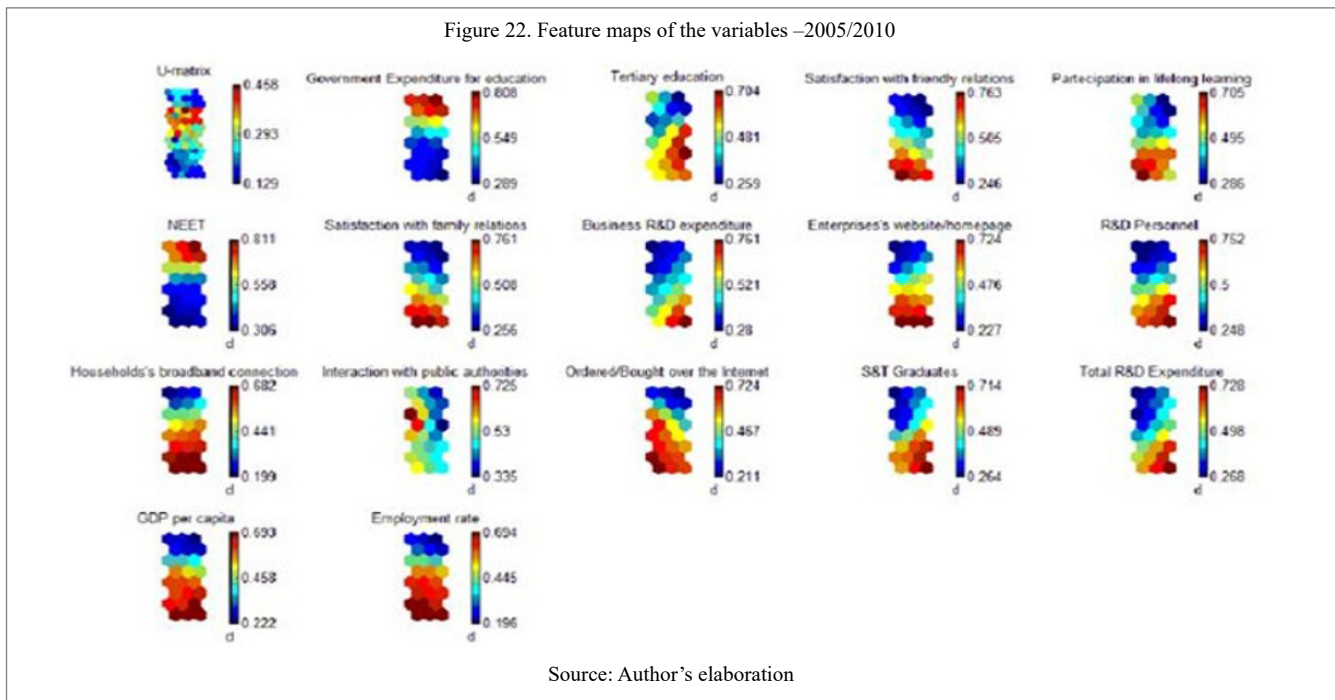 Figure 22. Feature maps of the variables –2005/2010
U-matrix
0.458
0.293
0.129
Government Expenditure for education
0.808
0.549
0.289
d
Tertiary education
0.704
0.481
0.259
d
Satisfaction with friendly relations
0.763
0.505
0.246
d
Partecipation in lifelong learning
0.705
0.495
0.286
d
NEET
0.811
0.558
0.306
d
Satisfaction with family relations
0.761
0.508
0.256
d
Business R&D expenditure
0.761
0.521
0.28
d
Enterprises's website/homepage
0.724
0.476
0.227
d
R&D Personnel
0.752
0.5
0.248
d
Households's broadband connection
0.682
0.441
0.199
d
Interaction with public authorities
0.725
0.53
0.335
d
Ordered/Bought over the Internet
0.724
0.467
0.211
d
S&T Graduates
0.714
0.489
0.264
d
Total R&D Expenditure
0.728
0.498
0.268
d
GDP per capita
0.693
0.458
0.222
d
Employment rate
0.694
0.445
0.196
d
Source: Author’s elaboration